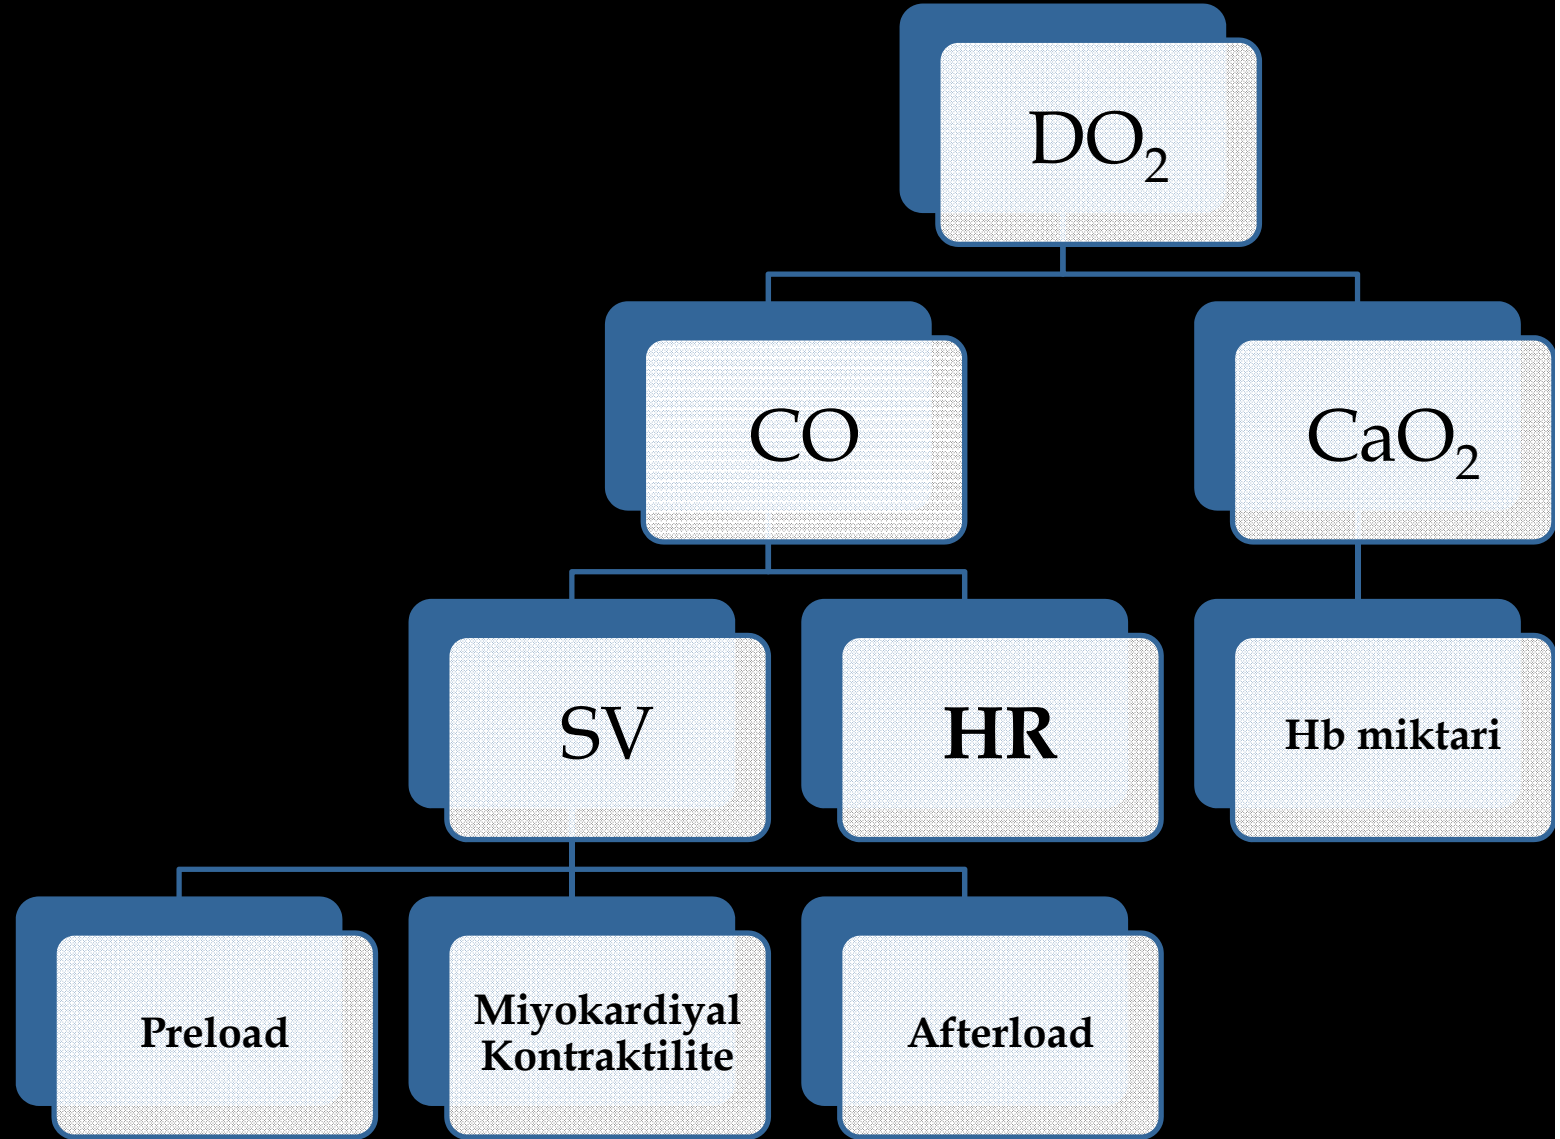 DO₂
CO
CaO₂
SV
HR
Hb miktari
Preload
Miyokardiyal
Kontraktilite
Afterload